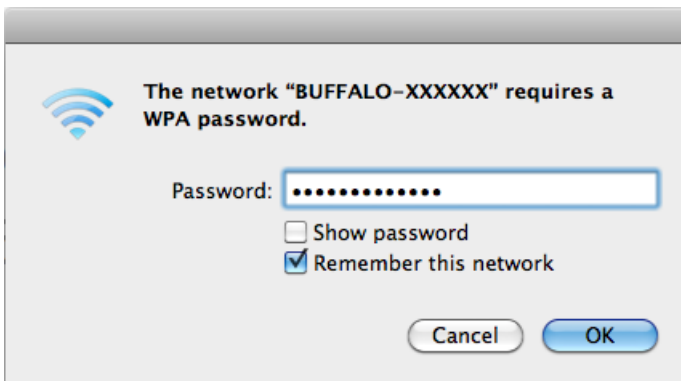 The network “BUFFALO-XXXXXX” requires a
WPA password.
Password: •••••••••••••
Show password
Remember this network
Cancel OK